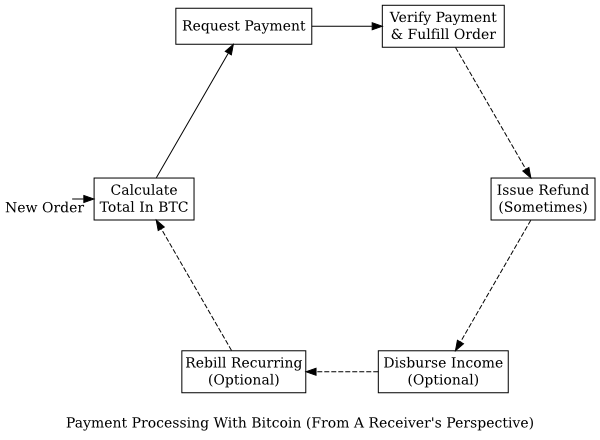 Request Payment
Verify Payment
& Fulfill Order
New Order
Calculate
Total In BTC
Issue Refund
(Sometimes)
Rebill Recurring
(Optional)
Disburse Income
(Optional)
Payment Processing With Bitcoin (From A Receiver's Perspective)